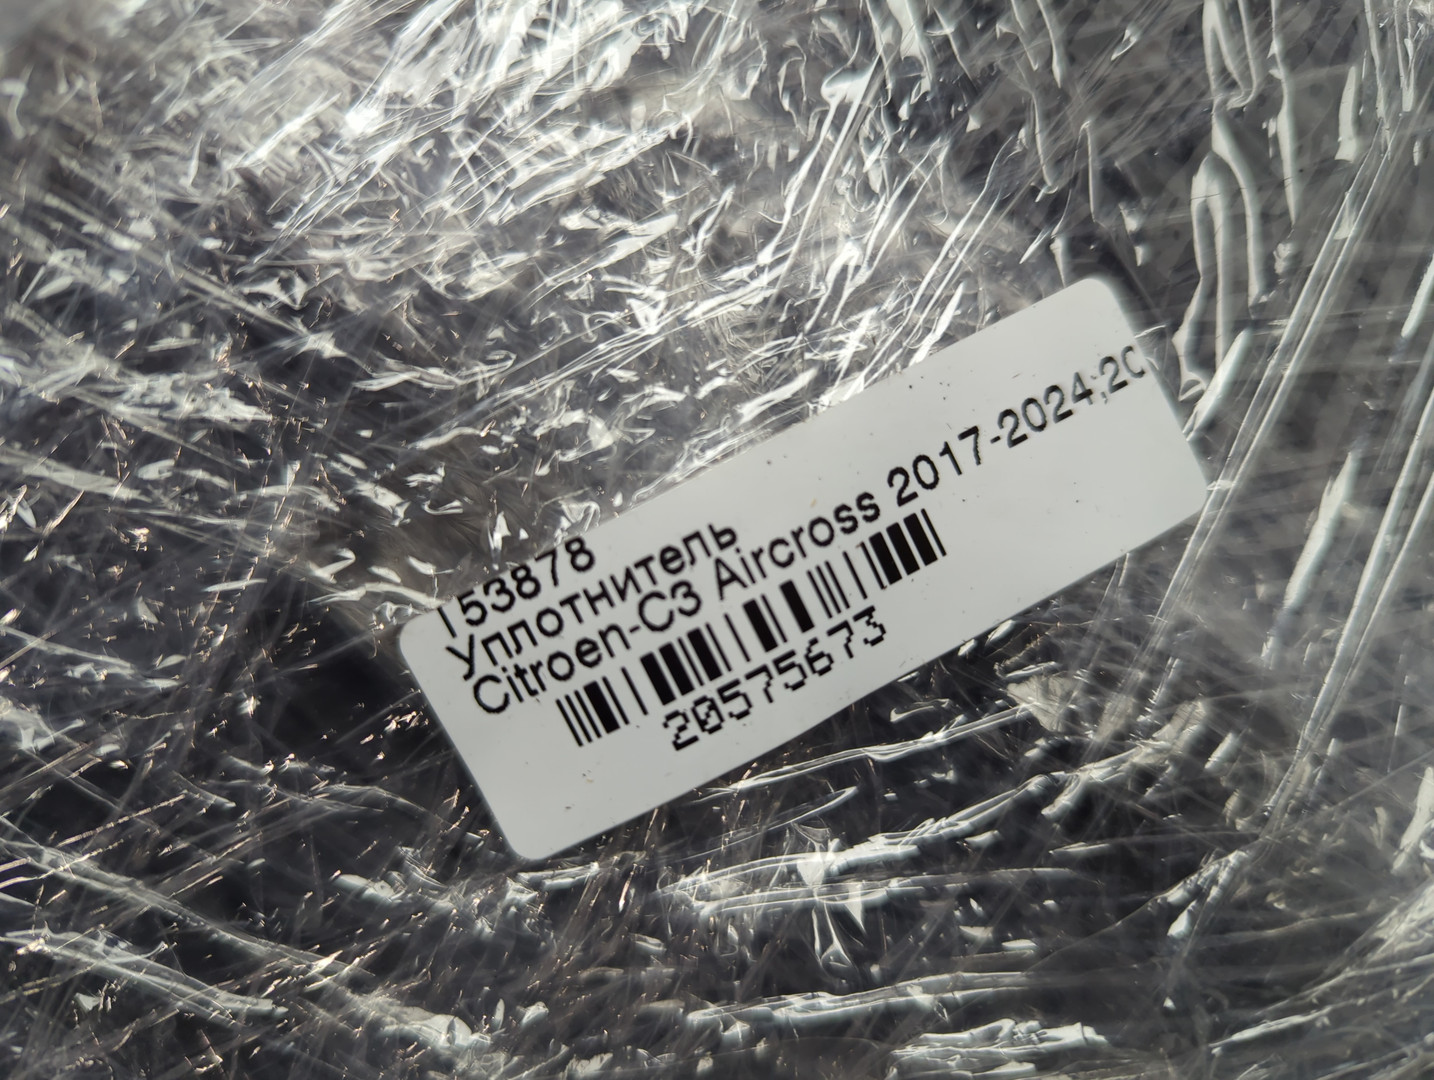 153878
Уплотнитель
Citroen-C3 Aircross 2017-2024;20
20575673